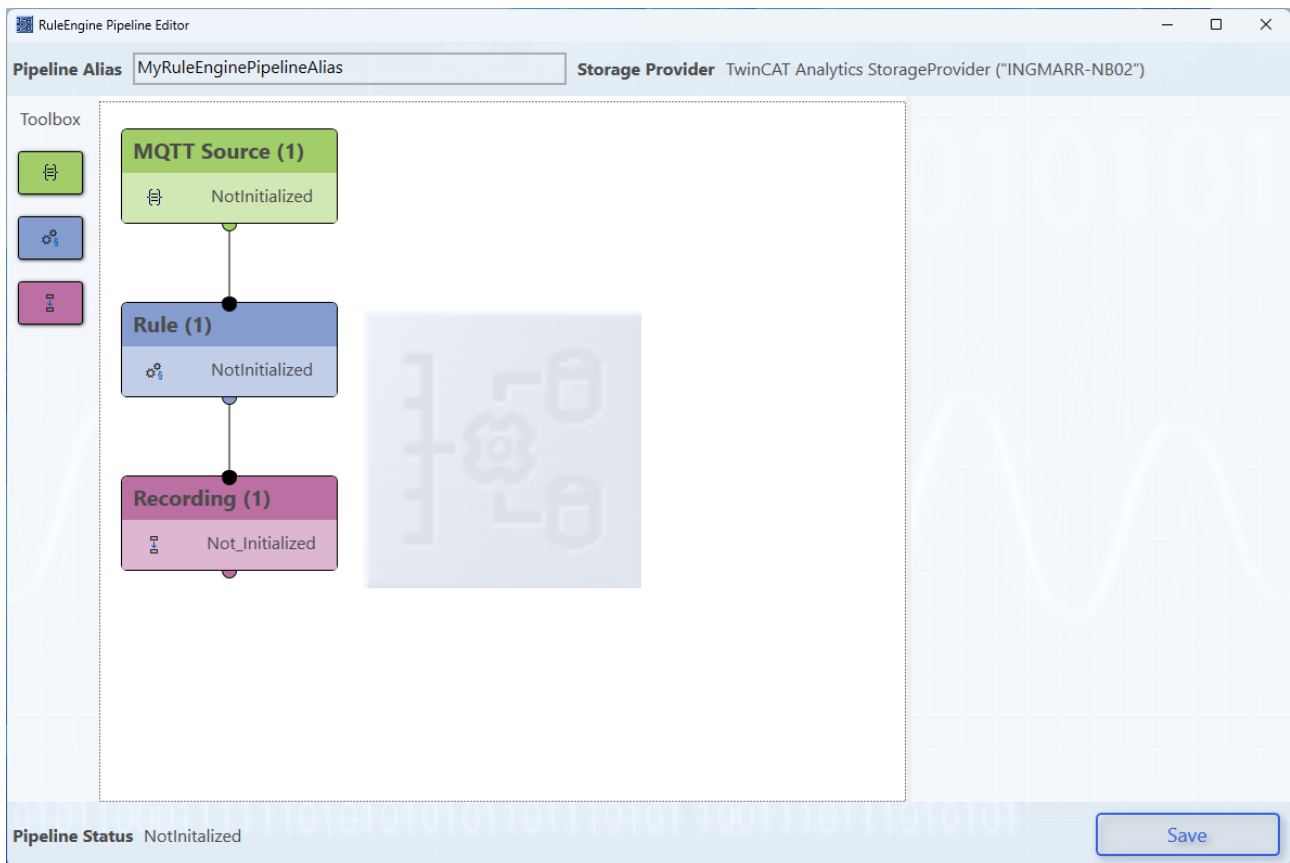 RuleEngine Pipeline Editor
Pipeline Alias MyRuleEnginePipelineAlias Storage Provider TwinCAT Analytics StorageProvider ("INGMARR-NB02")
Toolbox
MQTT Source (1)
NotInitialized
Rule (1)
NotInitialized
Recording (1)
Not_Initialized
Pipeline Status NotInitalized
Save